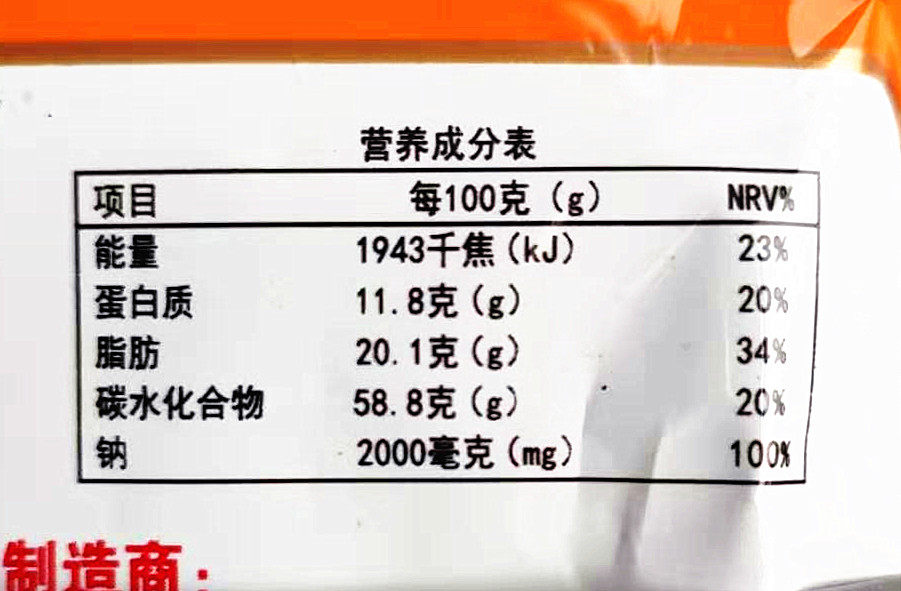 营养成分表
项目 每100克（g） NRV%
能量 1943千焦（kJ） 23%
蛋白质 11.8克（g） 20%
脂肪 20.1克（g） 34%
碳水化合物 58.8克（g） 20%
钠 2000毫克（mg） 100%
制造商：